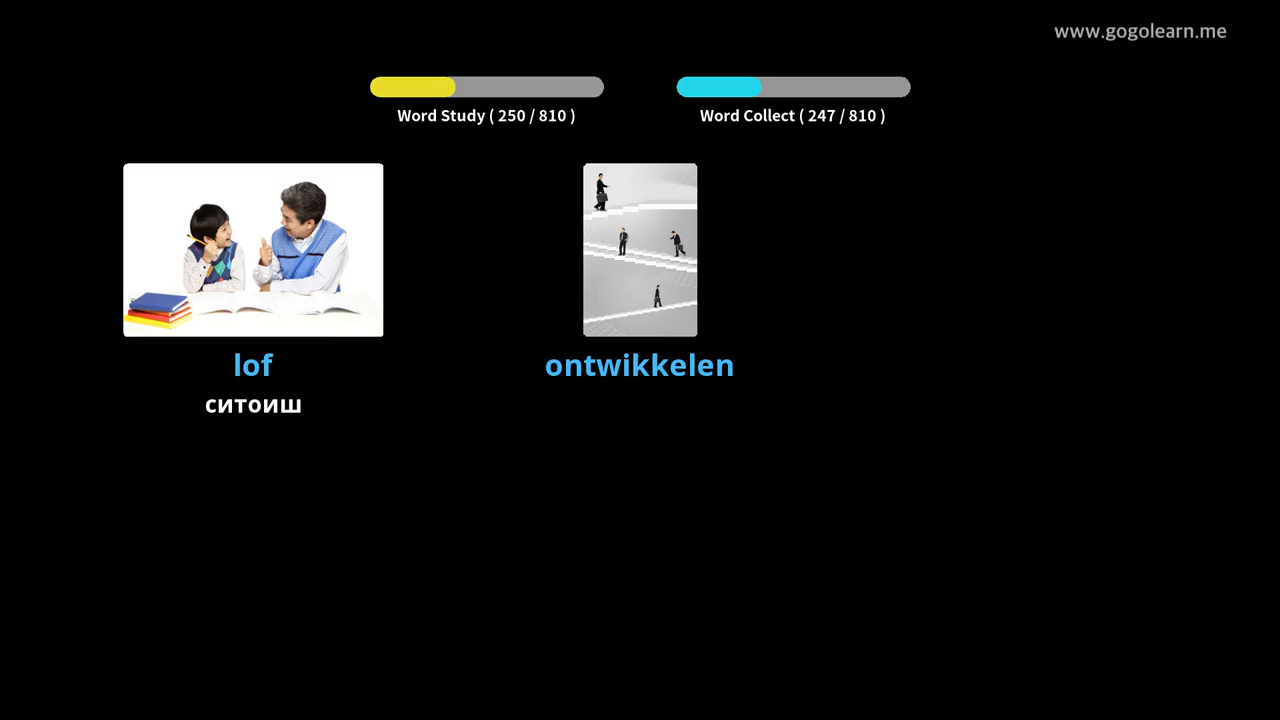 www.gogolearn.me
Word Study ( 250 / 810 )
Word Collect ( 247 / 810 )
lof
ontwikkelen
ситоиш